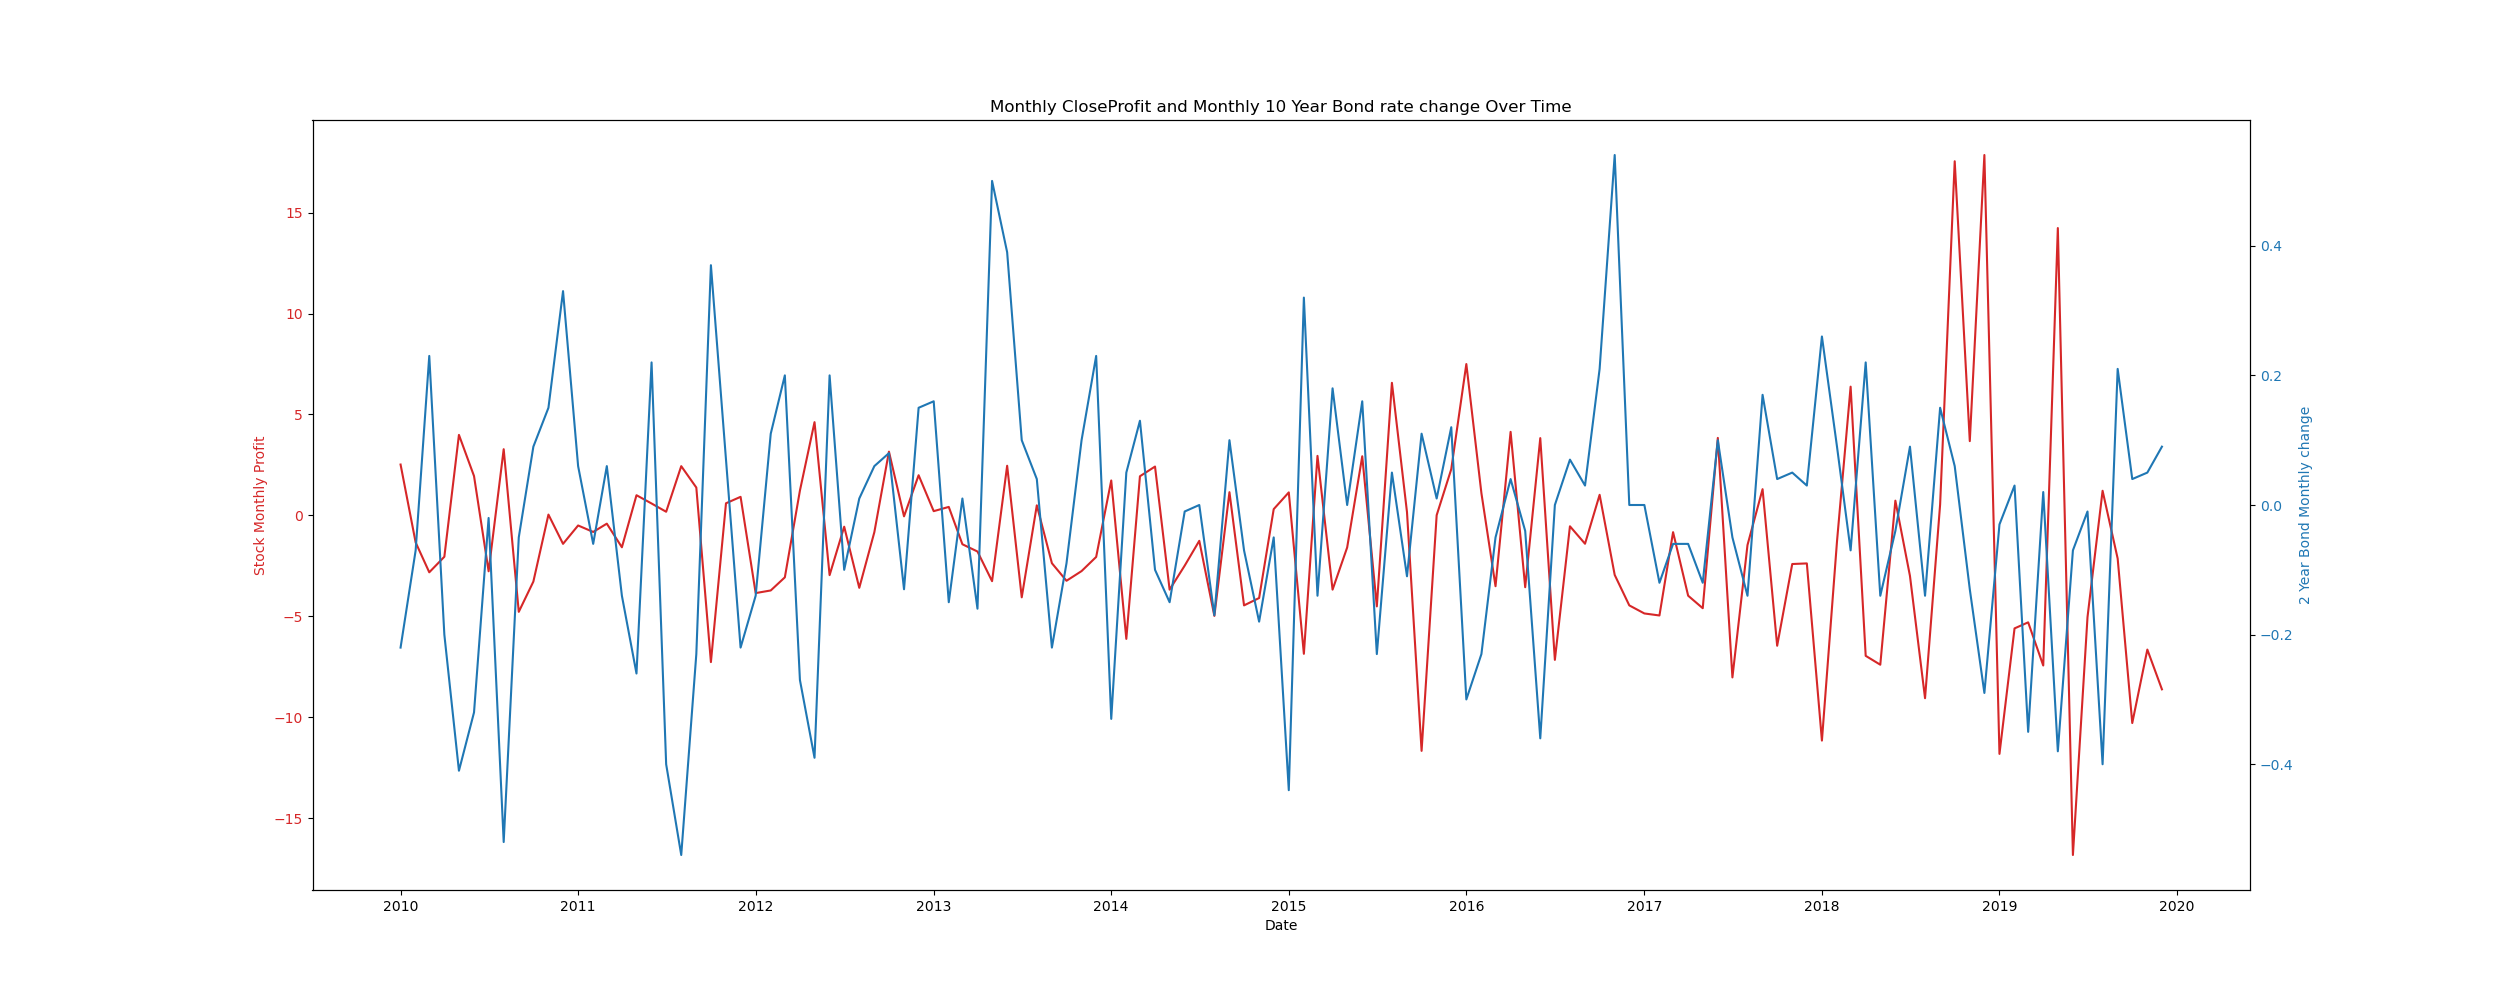 Monthly CloseProfit and Monthly 10 Year Bond rate change Over Time
Stock Monthly Profit
15
10
5
0
−5
−10
−15
0.4
0.2
0.0
−0.2
−0.4
2 Year Bond Monthly change
2010 2011 2012 2013 2014 2015 2016 2017 2018 2019 2020
Date